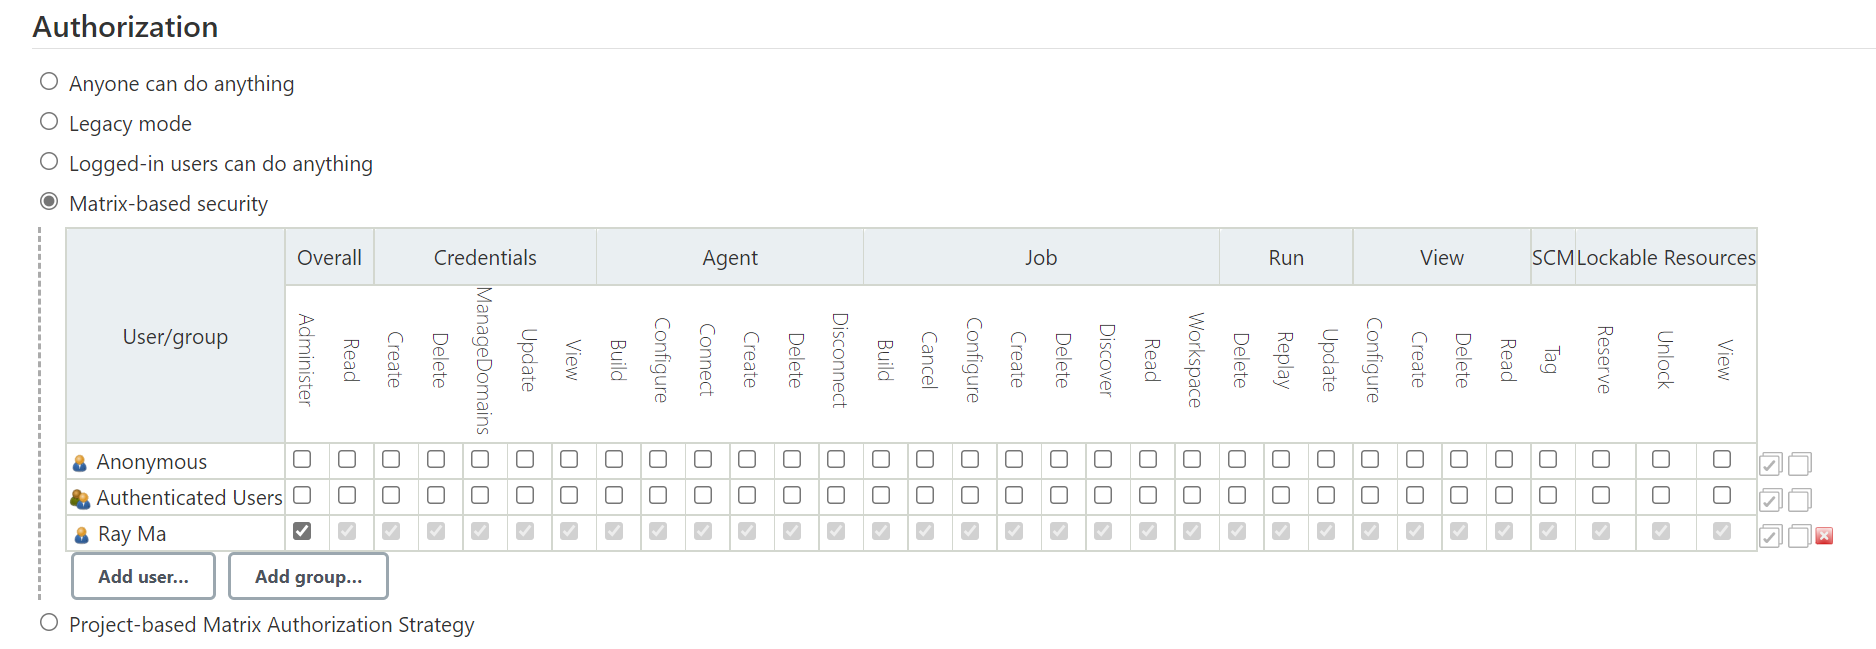 Authorization
Anyone can do anything
Legacy mode
Logged-in users can do anything
Matrix-based security
User/group
Overall Credentials Agent Job Run View SCM Lockable Resources
Administer Read Create Delete ManageDomains Update View Build Configure Connect Create Delete Disconnect Build Cancel Configure Create Delete Discover Read Workspace Delete Replay Update Configure Create Delete Read Tag Reserve Unlock View
Anonymous
Authenticated Users
Ray Ma
Add user... Add group...
Project-based Matrix Authorization Strategy